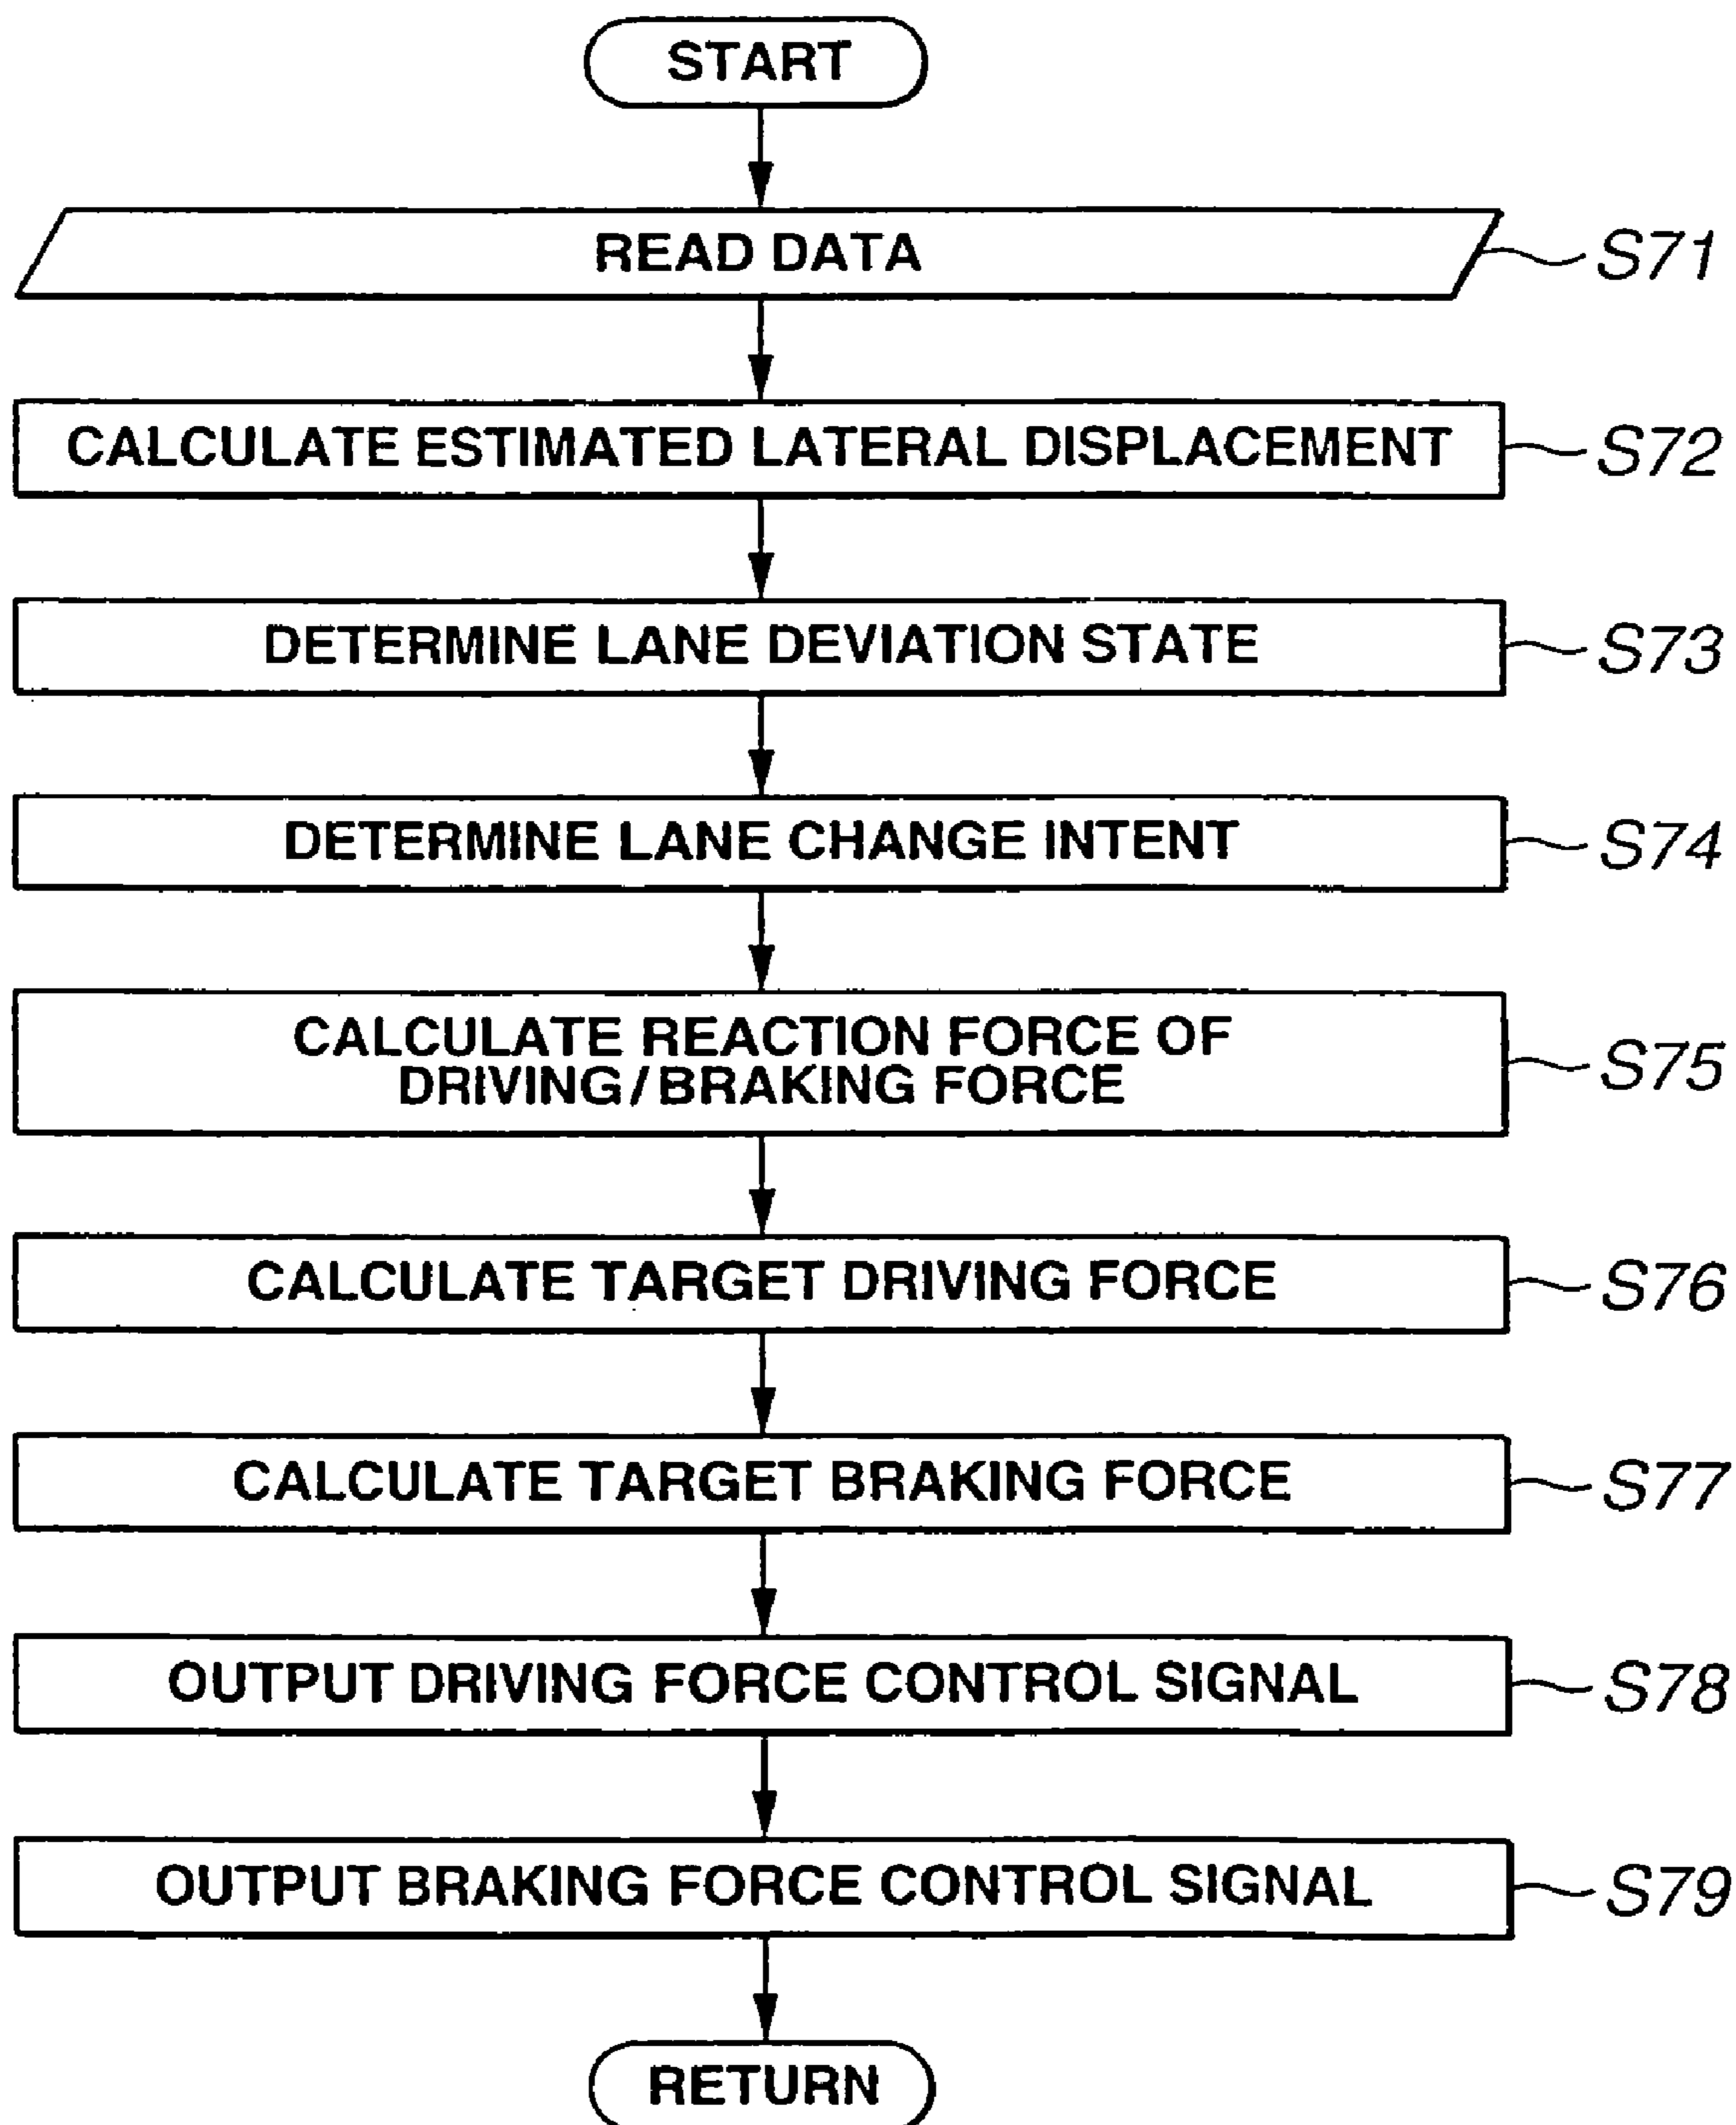 START
READ DATA
S71
CALCULATE ESTIMATED LATERAL DISPLACEMENT
S72
DETERMINE LANE DEVIATION STATE
S73
DETERMINE LANE CHANGE INTENT
S74
CALCULATE REACTION FORCE OF
DRIVING/BRAKING FORCE
S75
CALCULATE TARGET DRIVING FORCE
S76
CALCULATE TARGET BRAKING FORCE
S77
OUTPUT DRIVING FORCE CONTROL SIGNAL
S78
OUTPUT BRAKING FORCE CONTROL SIGNAL
S79
RETURN